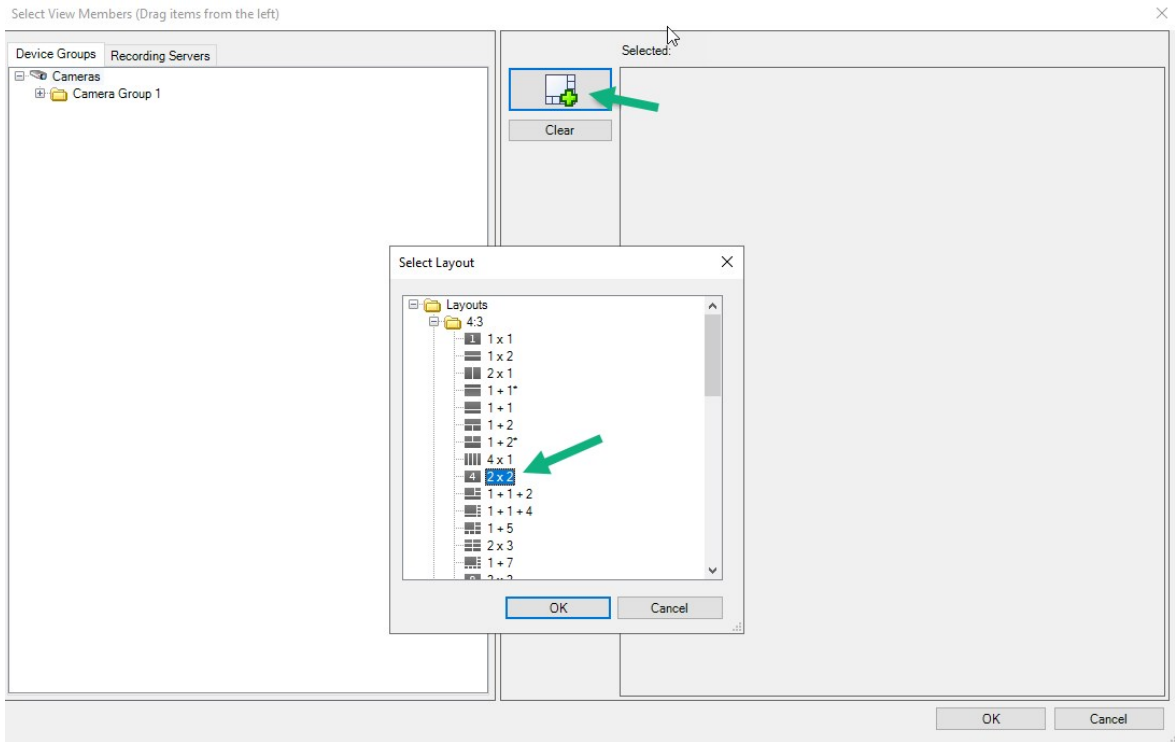 Select View Members (Drag items from the left)
Device Groups Recording Servers
Cameras
Camera Group 1
Selected:
Clear
Select Layout
Layouts
4:3
1 1 x 1
1 x 2
2 x 1
1 + 1*
1 + 1
1 + 2
1 + 2*
4 x 1
4 2 x 2
1 + 1 + 2
1 + 1 + 4
1 + 5
2 x 3
1 + 7
OK Cancel
OK Cancel